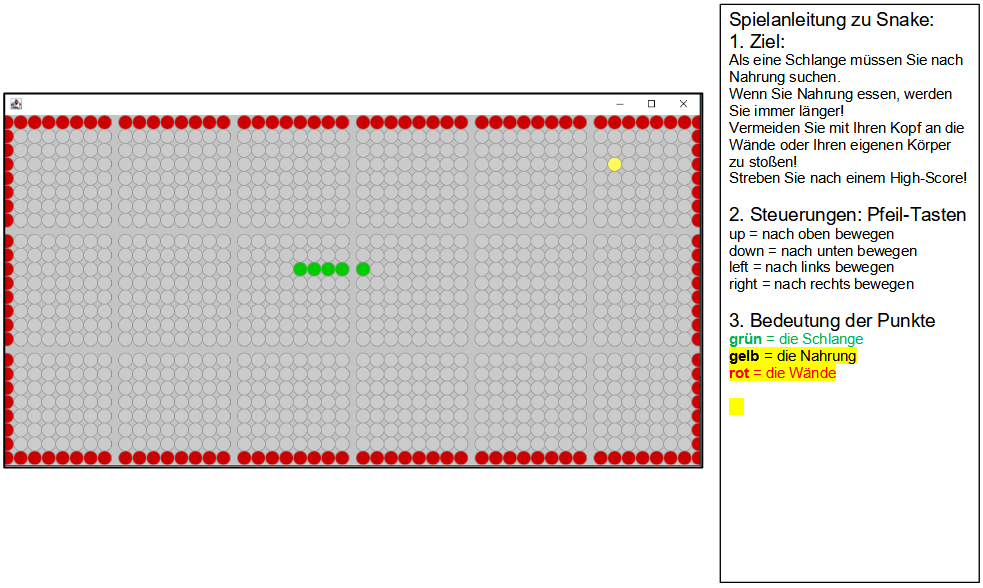 Spielanleitung zu Snake:
1. Ziel:
Als eine Schlange müssen Sie nach
Nahrung suchen.
Wenn Sie Nahrung essen, werden
Sie immer länger!
Vermeiden Sie mit Ihren Kopf an die
Wände oder Ihren eigenen Körper
zu stoßen!
Streben Sie nach einem High-Score!
2. Steuerungen: Pfeil-Tasten
up = nach oben bewegen
down = nach unten bewegen
left = nach links bewegen
right = nach rechts bewegen
3. Bedeutung der Punkte
grün = die Schlange
gelb = die Nahrung
rot = die Wände